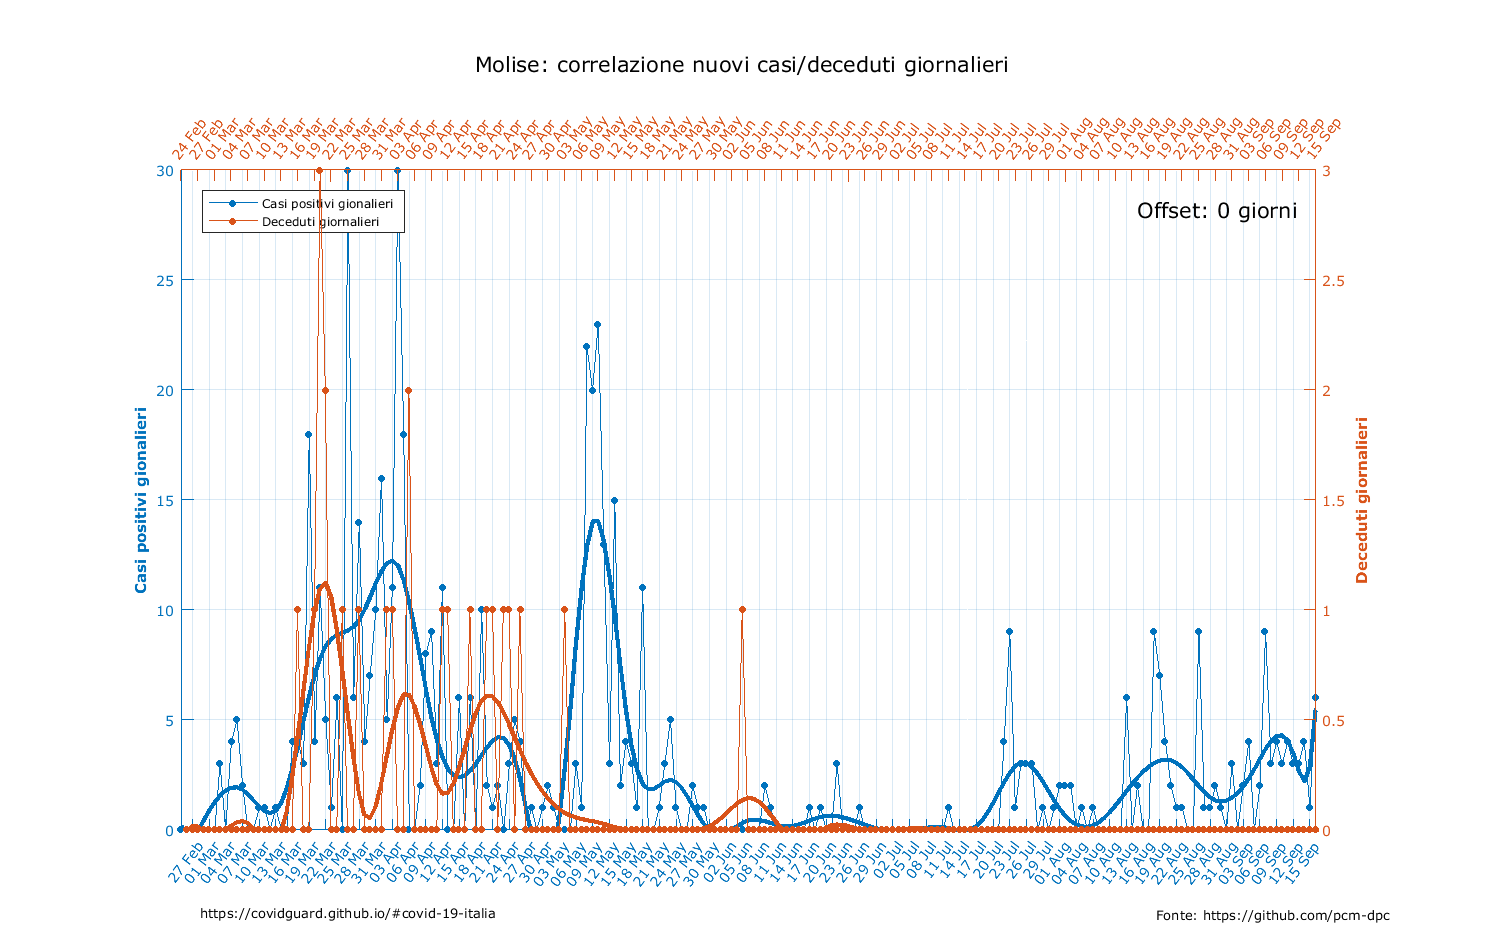 Molise: correlazione nuovi casi/deceduti giornalieri
24 Feb 27 Feb 01 Mar 04 Mar 07 Mar 10 Mar 13 Mar 16 Mar 19 Mar 22 Mar 25 Mar 28 Mar 31 Mar 03 Apr 06 Apr 09 Apr 12 Apr 15 Apr 18 Apr 21 Apr 24 Apr 27 Apr 30 Apr 03 May 06 May 09 May 12 May 15 May 18 May 21 May 24 May 27 May 30 May 02 Jun 05 Jun 08 Jun 11 Jun 14 Jun 17 Jun 20 Jun 23 Jun 26 Jun 29 Jun 02 Jul 05 Jul 08 Jul 11 Jul 14 Jul 17 Jul 20 Jul 23 Jul 26 Jul 29 Jul 01 Aug 04 Aug 07 Aug 10 Aug 13 Aug 16 Aug 19 Aug 22 Aug 25 Aug 28 Aug 31 Aug 03 Sep 06 Sep 09 Sep 12 Sep 15 Sep
Casi positivi gionalieri
Deceduti giornalieri
Offset: 0 giorni
30
25
20
15
10
5
0
Casi positivi gionalieri
3
2.5
2
1.5
1
0.5
0
Deceduti giornalieri
27 Feb 01 Mar 04 Mar 07 Mar 10 Mar 13 Mar 16 Mar 19 Mar 22 Mar 25 Mar 28 Mar 31 Mar 03 Apr 06 Apr 09 Apr 12 Apr 15 Apr 18 Apr 21 Apr 24 Apr 27 Apr 30 Apr 03 May 06 May 09 May 12 May 15 May 18 May 21 May 24 May 27 May 30 May 02 Jun 05 Jun 08 Jun 11 Jun 14 Jun 17 Jun 20 Jun 23 Jun 26 Jun 29 Jun 02 Jul 05 Jul 08 Jul 11 Jul 14 Jul 17 Jul 20 Jul 23 Jul 26 Jul 29 Jul 01 Aug 04 Aug 07 Aug 10 Aug 13 Aug 16 Aug 19 Aug 22 Aug 25 Aug 28 Aug 31 Aug 03 Sep 06 Sep 09 Sep 12 Sep 15 Sep
https://covidguard.github.io/#covid-19-italia
Fonte: https://github.com/pcm-dpc